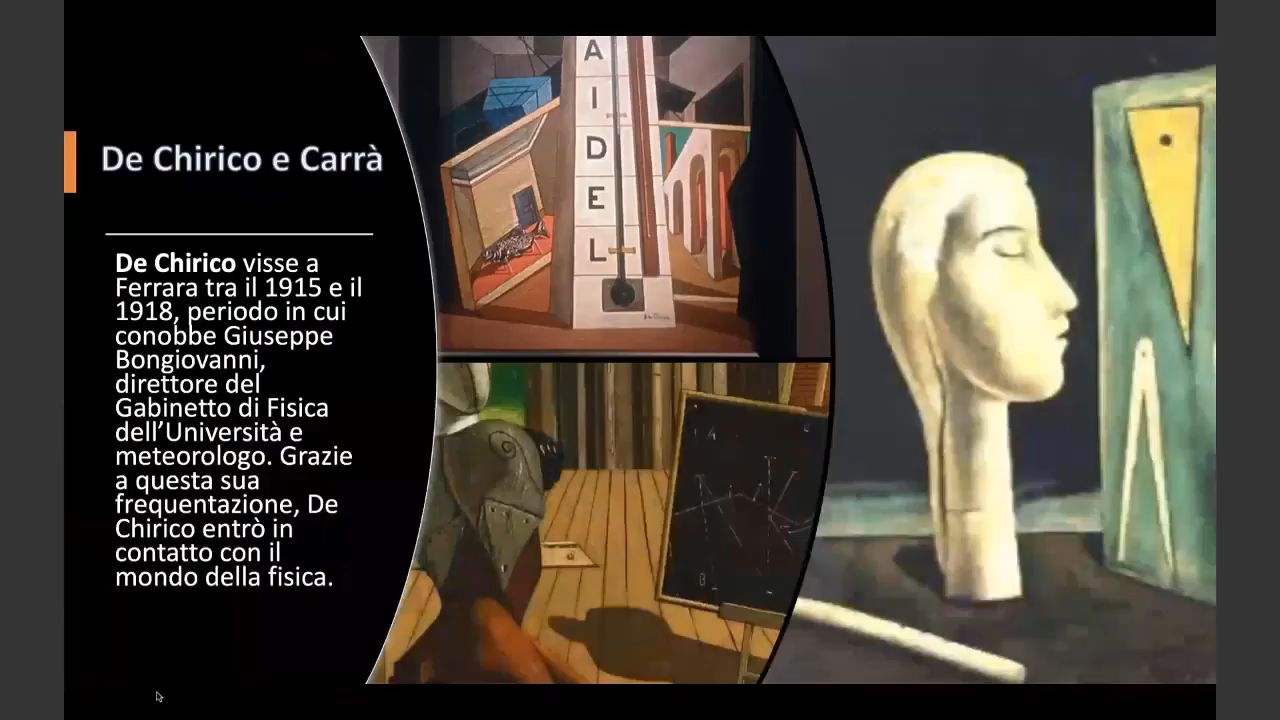 De Chirico e Carrà
De Chirico visse a
Ferrara tra il 1915 e il
1918, periodo in cui
conobbe Giuseppe
Bongiovanni,
direttore del
Gabinetto di Fisica
dell’Università e
meteorologo. Grazie
a questa sua
frequentazione, De
Chirico entrò in
contatto con il
mondo della fisica.
A
I
D
E
L